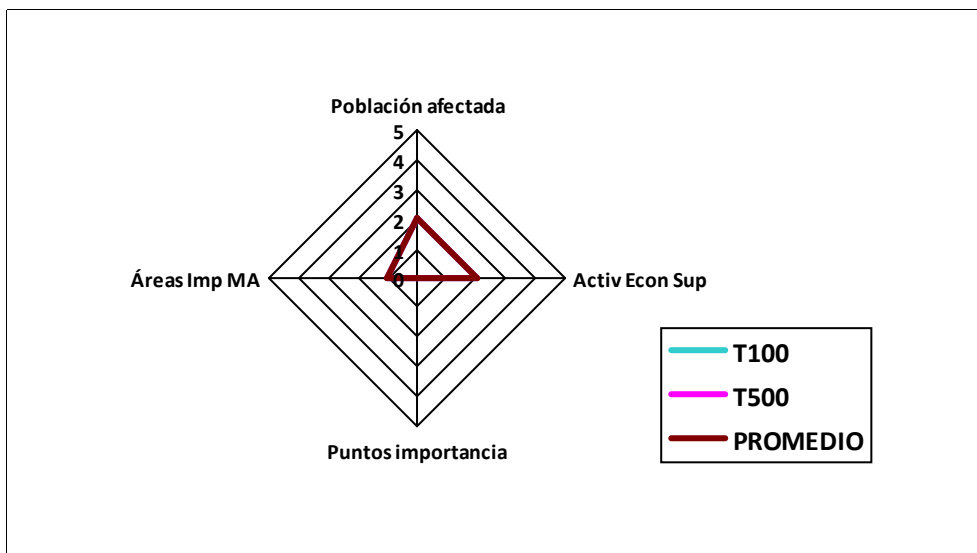 Población afectada
5
4
3
2
1
0
Áreas Imp MA
Activ Econ Sup
Puntos importancia
T100
T500
PROMEDIO